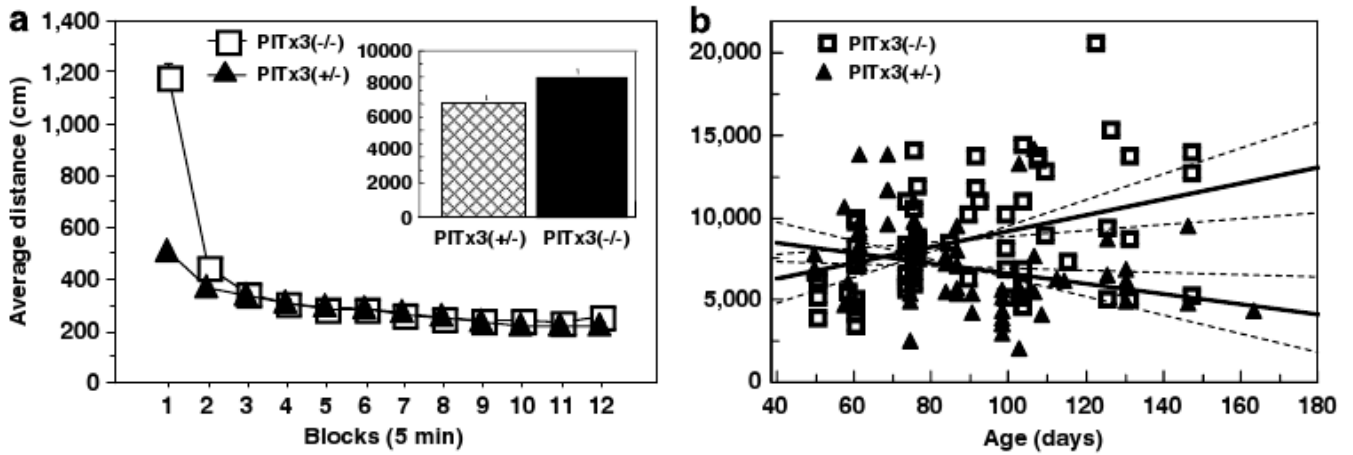 a
1,400
1,200
1,000
800
600
400
200
0
Average distance (cm)
PITx3(-/-)
PITx3(+/-)
10000
8000
6000
4000
2000
0
PITx3(+/-) PITx3(-/-)
1 2 3 4 5 6 7 8 9 10 11 12
Blocks (5 min)
b
20,000
15,000
10,000
5,000
0
PITx3(-/-)
PITx3(+/-)
40 60 80 100 120 140 160 180
Age (days)